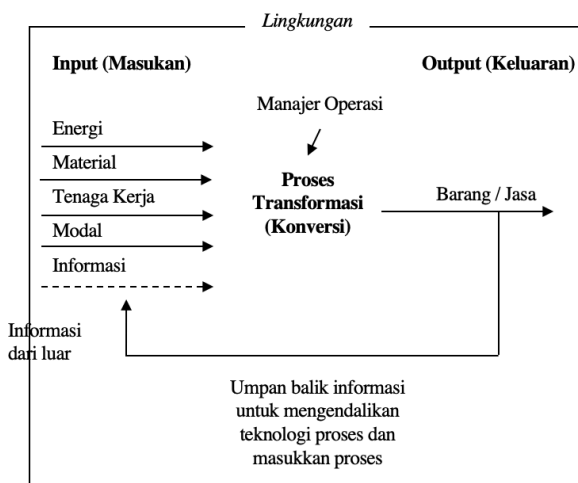 Lingkungan
Input (Masukan)
Output (Keluaran)
Manajer Operasi
Energi
Material
Tenaga Kerja
Modal
Informasi
Proses
Transformasi
(Konversi)
Barang / Jasa
Informasi
dari luar
Umpan balik informasi
untuk mengendalikan
teknologi proses dan
masukkan proses